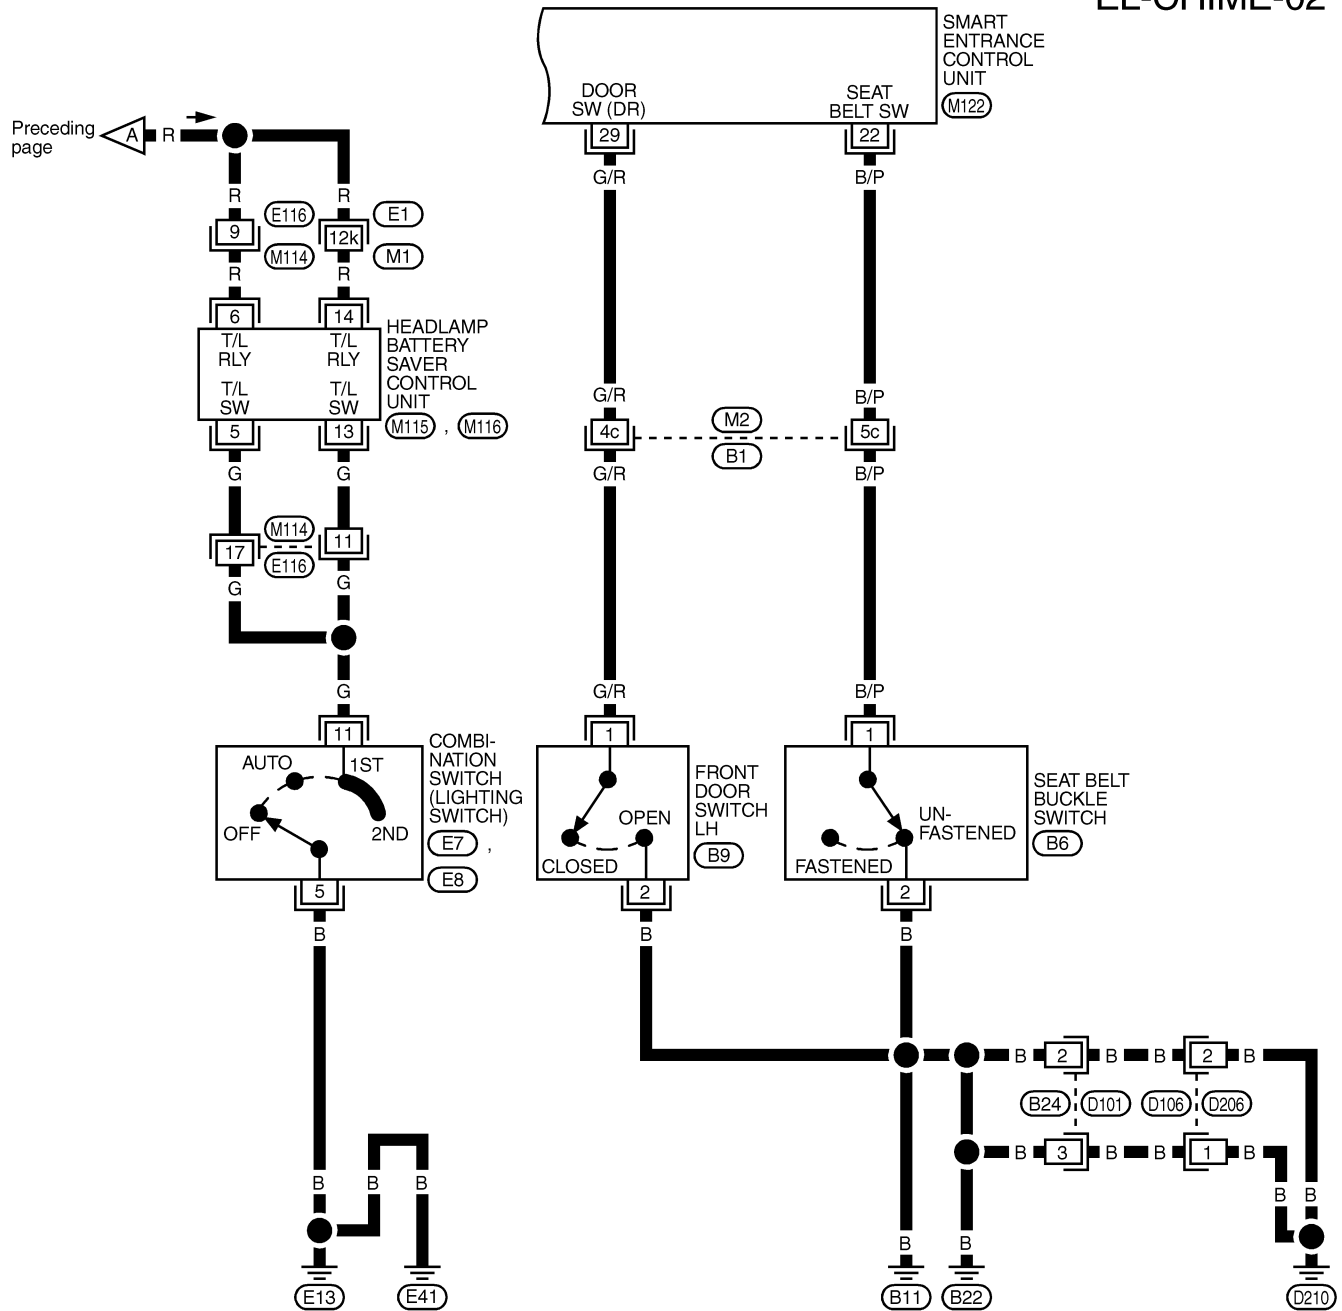 EL-CHIME-02
SMART
ENTRANCE
CONTROL
UNIT
M122
DOOR
SW (DR)
SEAT
BELT SW
29
22
Preceding
page
A
R
G/R
B/P
R
R
E116
E1
9
12k
M114
M1
R
R
6
14
T/L
RLY
T/L
RLY
T/L
SW
T/L
SW
HEADLAMP
BATTERY
SAVER
CONTROL
UNIT
M115 , M116
5
13
G
G
G/R
B/P
4c
5c
M2
B1
G/R
B/P
M114
E116
17
11
G
G
G
G/R
B/P
11
1
1
AUTO
1ST
OFF
2ND
COMBI-
NATION
SWITCH
(LIGHTING
SWITCH)
E7 ,
E8
OPEN
CLOSED
FRONT
DOOR
SWITCH
LH
B9
UN-
FASTENED
FASTENED
SEAT BELT
BUCKLE
SWITCH
B6
5
2
2
B
B
B
B 2 B B 2 B
B24 D101 D106 D206
B 3 B B 1 B
B B B
B B
B B
E13 E41 B11 B22 D210